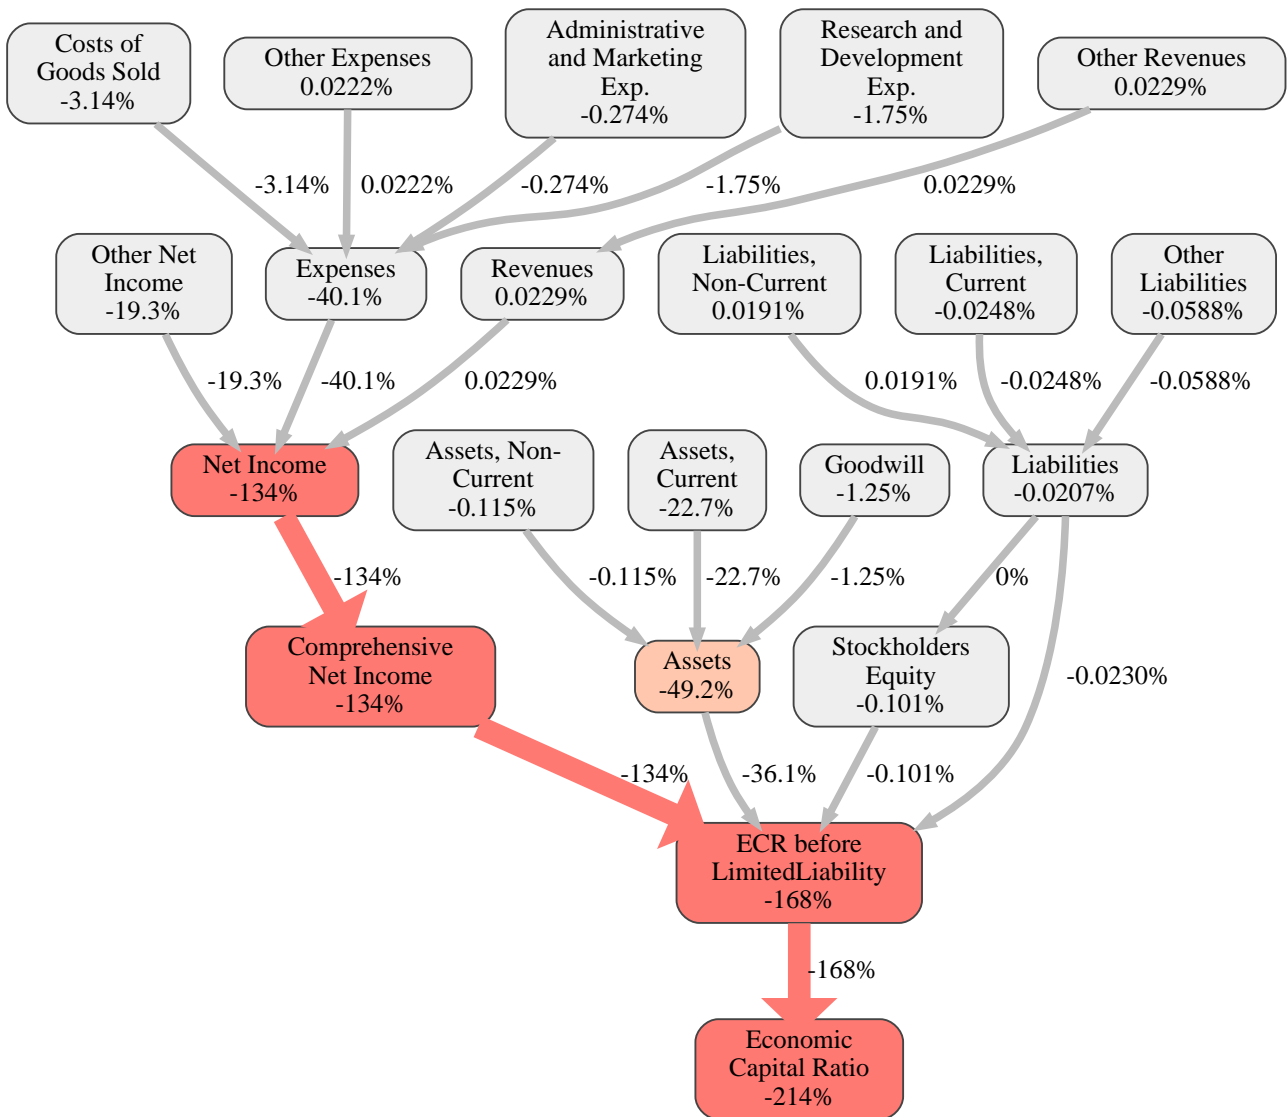 Costs of
Goods Sold
-3.14%
Other Expenses
0.0222%
Administrative
and Marketing
Exp.
-0.274%
Research and
Development
Exp.
-1.75%
Other Revenues
0.0229%
-3.14%
0.0222%
-0.274%
-1.75%
0.0229%
Other Net
Income
-19.3%
Expenses
-40.1%
Revenues
0.0229%
Liabilities,
Non-Current
0.0191%
Liabilities,
Current
-0.0248%
Other
Liabilities
-0.0588%
-19.3%
-40.1%
0.0229%
0.0191%
-0.0248%
-0.0588%
Net Income
-134%
Assets, Non-
Current
-0.115%
Assets,
Current
-22.7%
Goodwill
-1.25%
Liabilities
-0.0207%
-134%
-0.115%
-22.7%
-1.25%
0%
Comprehensive
Net Income
-134%
Assets
-49.2%
Stockholders
Equity
-0.101%
-0.0230%
-134%
-36.1%
-0.101%
ECR before
LimitedLiability
-168%
-168%
Economic
Capital Ratio
-214%